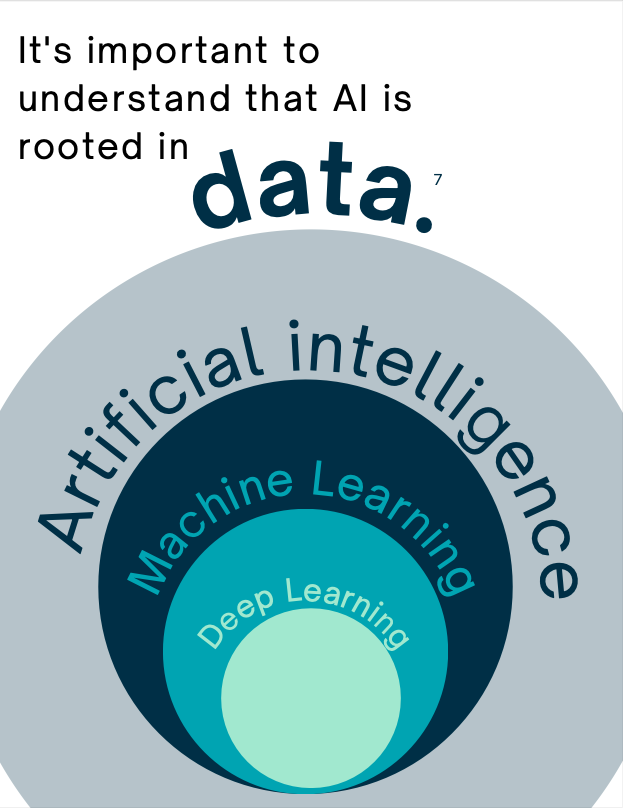 It's important to
understand that AI is
rooted in
data.7
Artificial intelligence
Machine Learning
Deep Learning